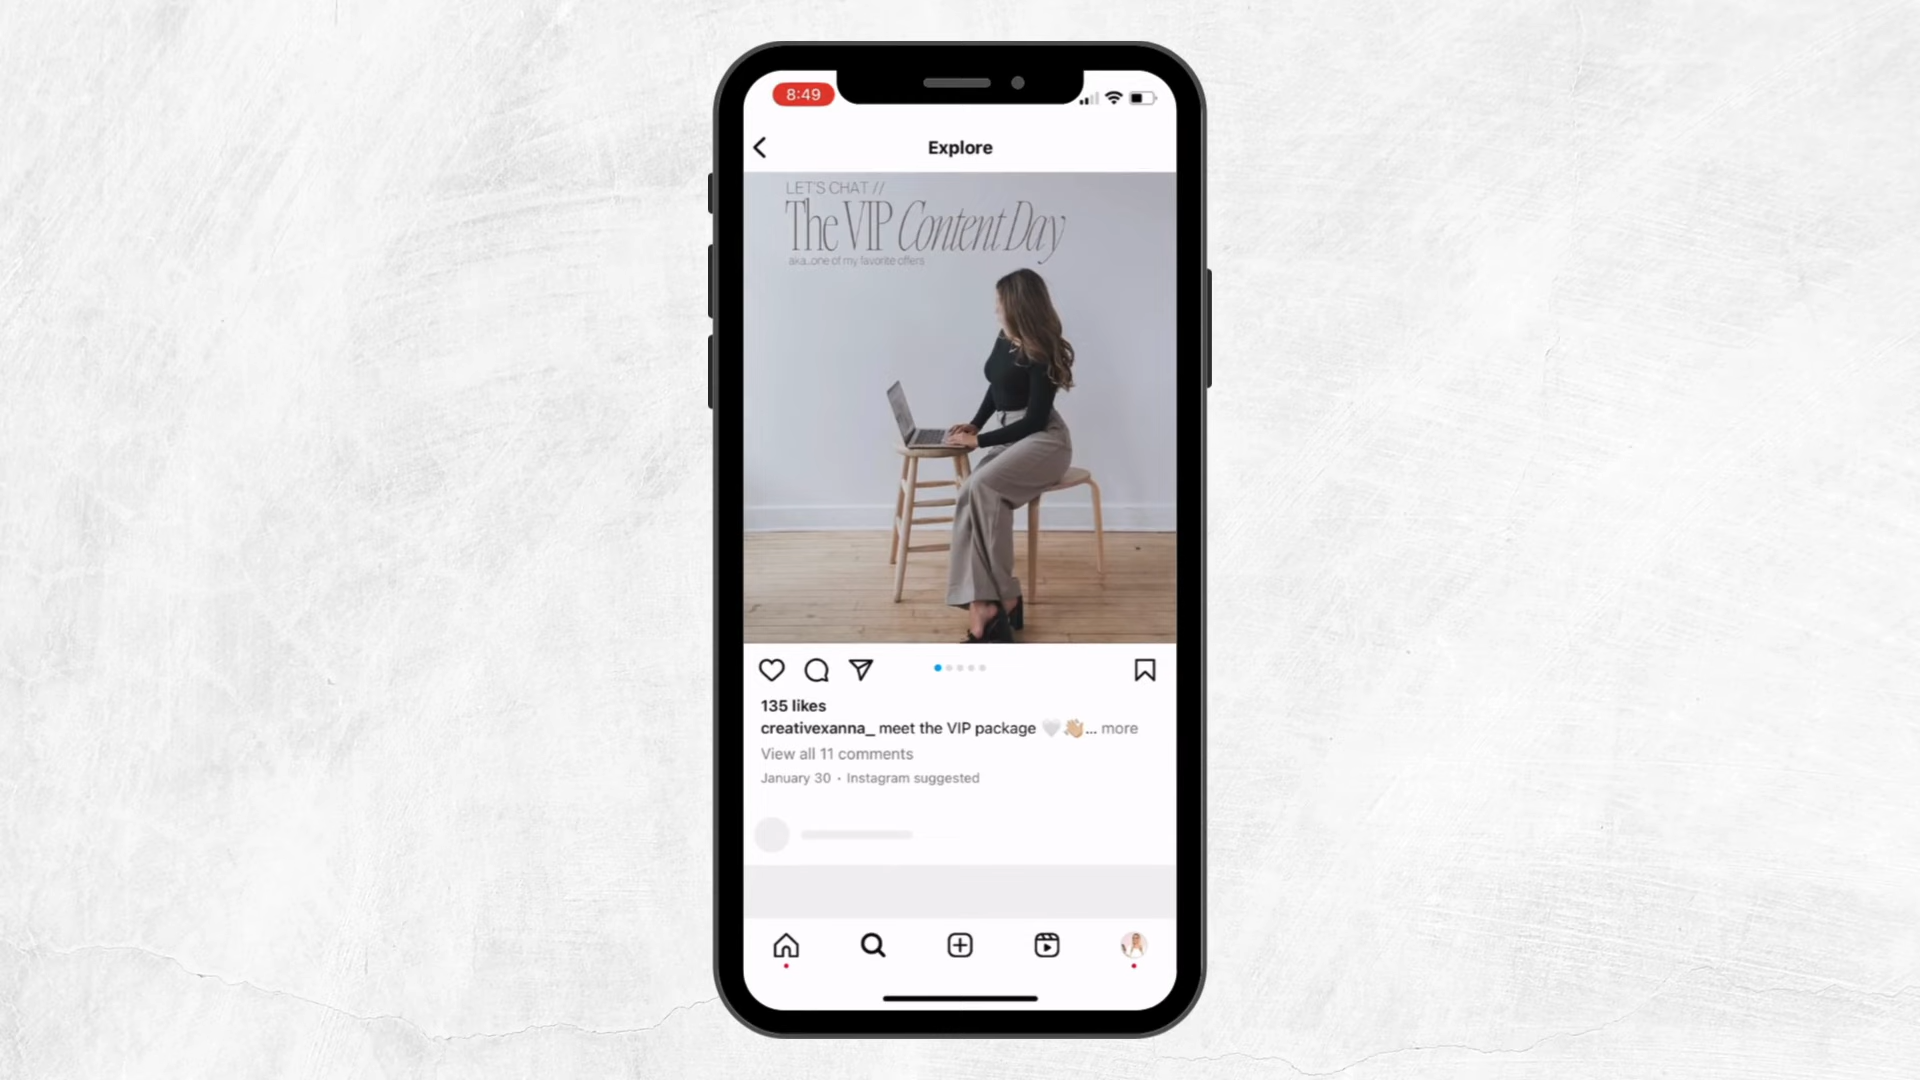 8:49
Explore
LET'S CHAT //
The VIP Content Day
aka..one of my favorite offers
135 likes
creativexanna_ meet the VIP package 🤍👏🏼... more
View all 11 comments
January 30 · Instagram suggested